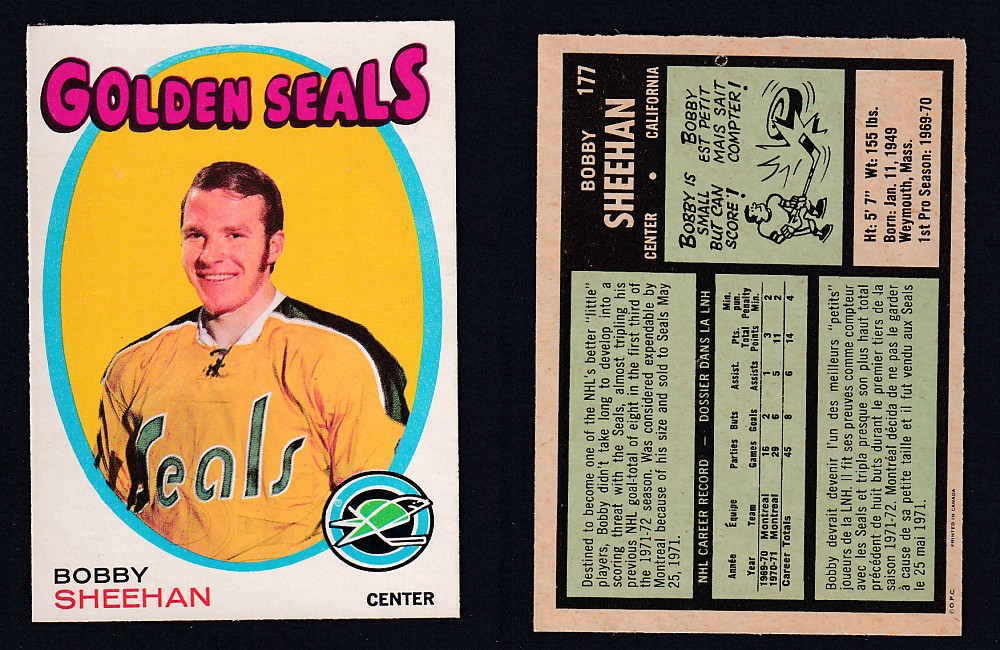 GOLDEN SEALS
Seals
BOBBY
SHEEHAN
CENTER
BOBBY 177
SHEEHAN
CENTER • CALIFORNIA
BOBBY IS
SMALL
BUT CAN
SCORE!
BOBBY
EST PETIT
MAIS SAIT
COMPTER!
Ht: 5' 7" Wt: 155 lbs.
Born: Jan. 11, 1949
Weymouth, Mass.
1st Pro Season: 1969-70
Destined to become one of the NHL's better "little"
players, Bobby didn't take long to develop into a
scoring threat with the Seals, almost tripling his
previous NHL goal-total of eight in the first third of
the 1971-72 season. Was considered expendable by
Montreal because of his size and sold to Seals May
25, 1971.
NHL CAREER RECORD — DOSSIER DANS LA LNH
Année Équipe Parties Buts Assist. Pts. Min. pun.
Year Team Games Goals Assists Total Points Penalty Min.
1969-70 Montreal 16 2 1 3 2
1970-71 Montreal 29 6 5 11 2
Career Totals 45 8 6 14 4
Bobby devrait devenir l'un des meilleurs "petits"
joueurs de la LNH. Il fit ses preuves comme compteur
avec les Seals et tripla presque son plus haut total
précédent de huit buts durant le premier tiers de la
saison 1971-72. Montréal décida de ne pas le garder
à cause de sa petite taille et il fut vendu aux Seals
le 25 mai 1971.
© O.P.C. PRINTED IN CANADA